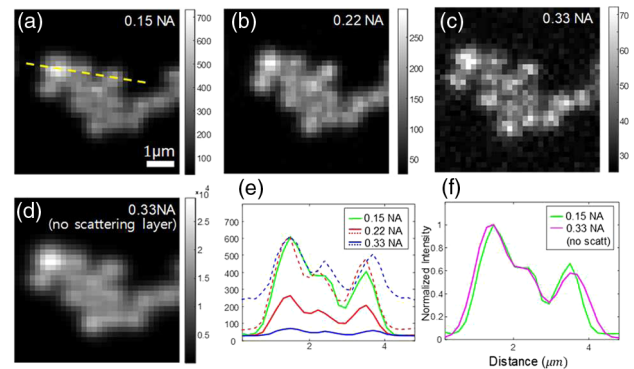 (a)
0.15 NA
1μm
700
600
500
400
300
200
100
(b)
0.22 NA
250
200
150
100
50
(c)
0.33 NA
70
60
50
40
30
(d)
0.33NA
(no scattering layer)
×10⁴
2.5
2
1.5
1
0.5
(e)
0.15 NA
0.22 NA
0.33 NA
600
500
400
300
200
100
0
2
4
(f)
0.15 NA
0.33 NA
(no scatt)
Normalized Intensity
1
0.8
0.6
0.4
0.2
0
2
4
Distance (μm)